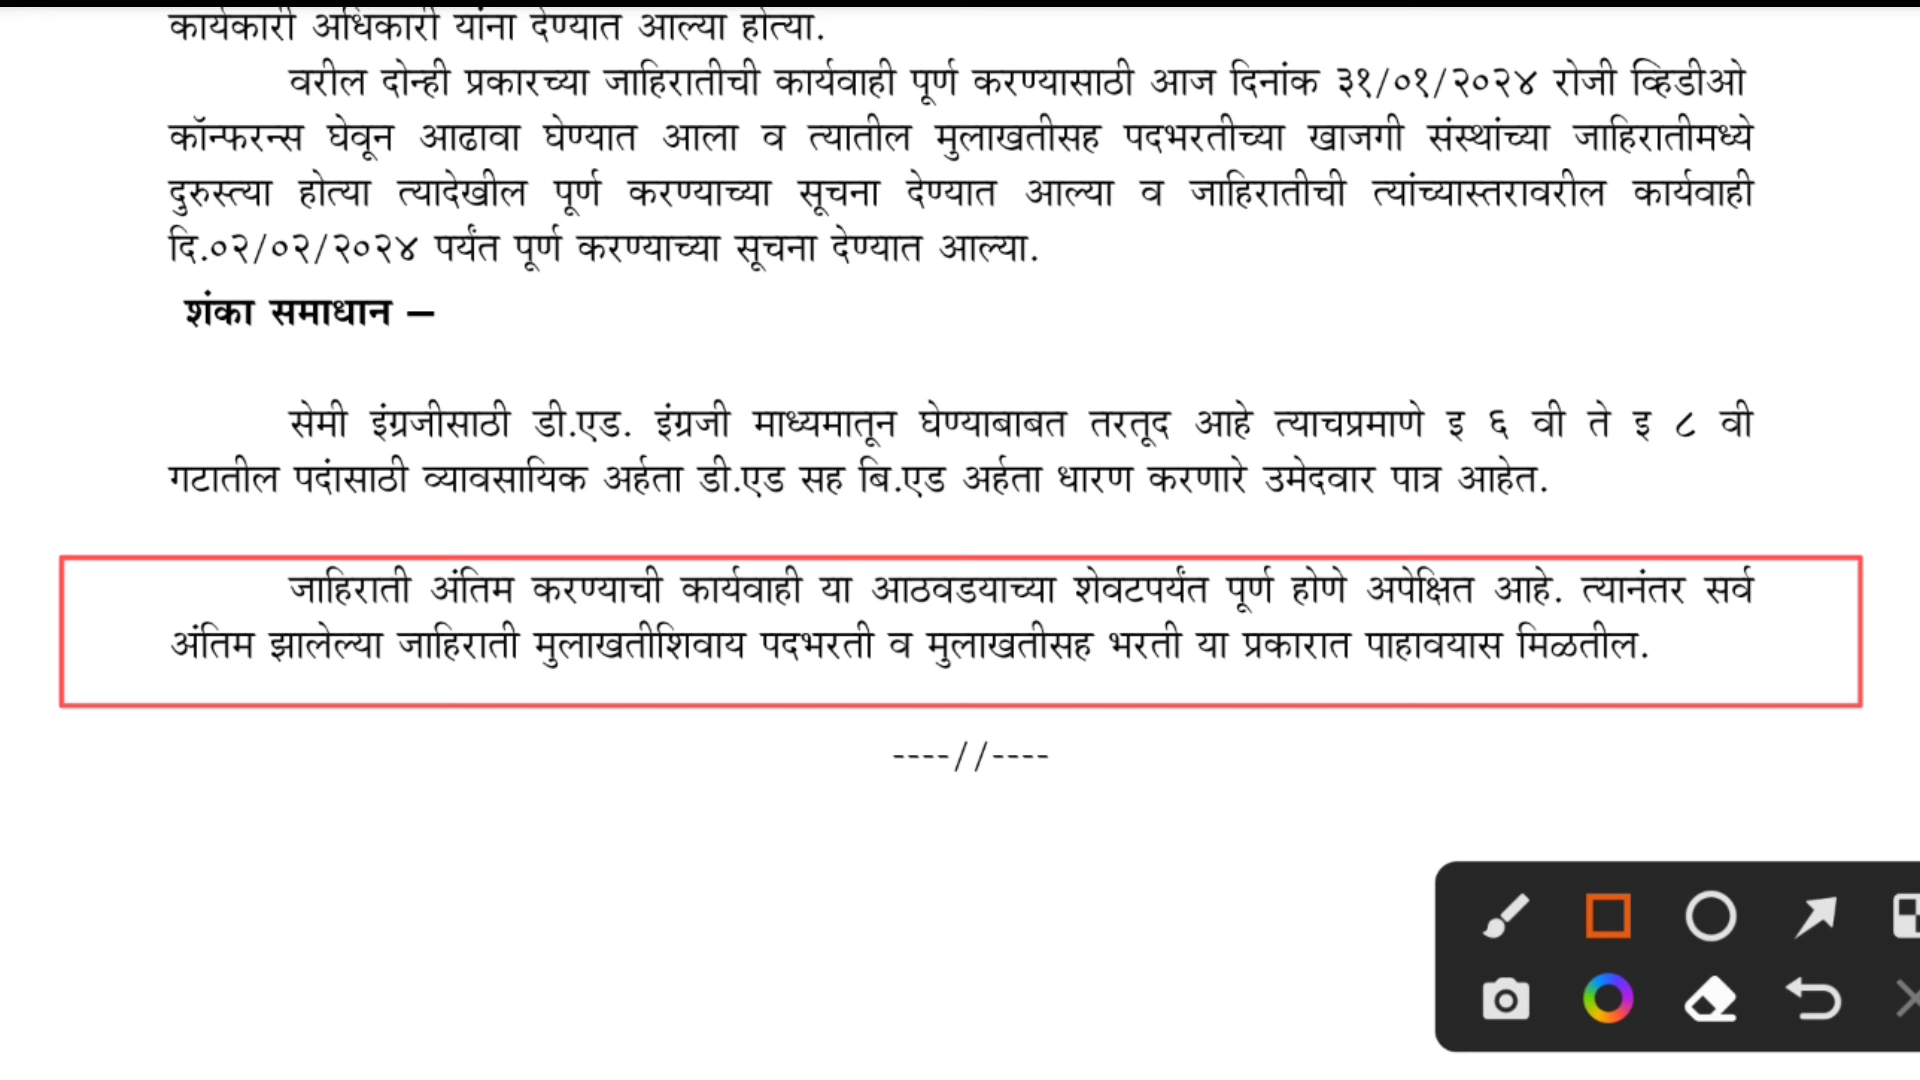 कार्यकारी अधिकारी यांना देण्यात आल्या होत्या.
वरील दोन्ही प्रकारच्या जाहिरातीची कार्यवाही पूर्ण करण्यासाठी आज दिनांक ३१/०१/२०२४ रोजी व्हिडीओ
कॉन्फरन्स घेवून आढावा घेण्यात आला व त्यातील मुलाखतीसह पदभरतीच्या खाजगी संस्थांच्या जाहिरातीमध्ये
दुरुस्त्या होत्या त्यादेखील पूर्ण करण्याच्या सूचना देण्यात आल्या व जाहिरातीची त्यांच्यास्तरावरील कार्यवाही
दि.०२/०२/२०२४ पर्यंत पूर्ण करण्याच्या सूचना देण्यात आल्या.
शंका समाधान –
सेमी इंग्रजीसाठी डी.एड. इंग्रजी माध्यमातून घेण्याबाबत तरतूद आहे त्याचप्रमाणे इ ६ वी ते इ ८ वी
गटातील पदांसाठी व्यावसायिक अर्हता डी.एड सह बि.एड अर्हता धारण करणारे उमेदवार पात्र आहेत.
जाहिराती अंतिम करण्याची कार्यवाही या आठवडयाच्या शेवटपर्यंत पूर्ण होणे अपेक्षित आहे. त्यानंतर सर्व
अंतिम झालेल्या जाहिराती मुलाखतीशिवाय पदभरती व मुलाखतीसह भरती या प्रकारात पाहावयास मिळतील.
----//----